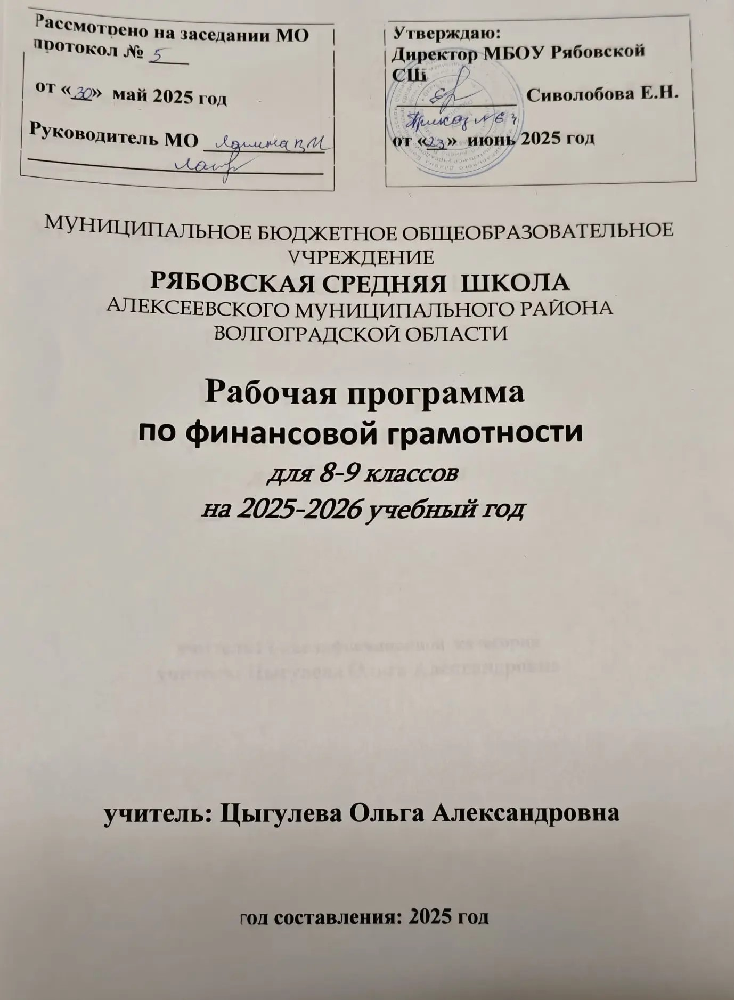 Рассмотрено на заседании МО
протокол № 5
от «30» май 2025 год
Руководитель МО
Утверждаю:
Директор МБОУ Рябовской
СШ
Сиволобова Е.Н.
Приказ №
от «23» июнь 2025 год
МУНИЦИПАЛЬНОЕ БЮДЖЕТНОЕ ОБЩЕОБРАЗОВАТЕЛЬНОЕ
УЧРЕЖДЕНИЕ
РЯБОВСКАЯ СРЕДНЯЯ ШКОЛА
АЛЕКСЕЕВСКОГО МУНИЦИПАЛЬНОГО РАЙОНА
ВОЛГОГРАДСКОЙ ОБЛАСТИ
Рабочая программа
по финансовой грамотности
для 8-9 классов
на 2025-2026 учебный год
учитель: Цыгулева Ольга Александровна
год составления: 2025 год